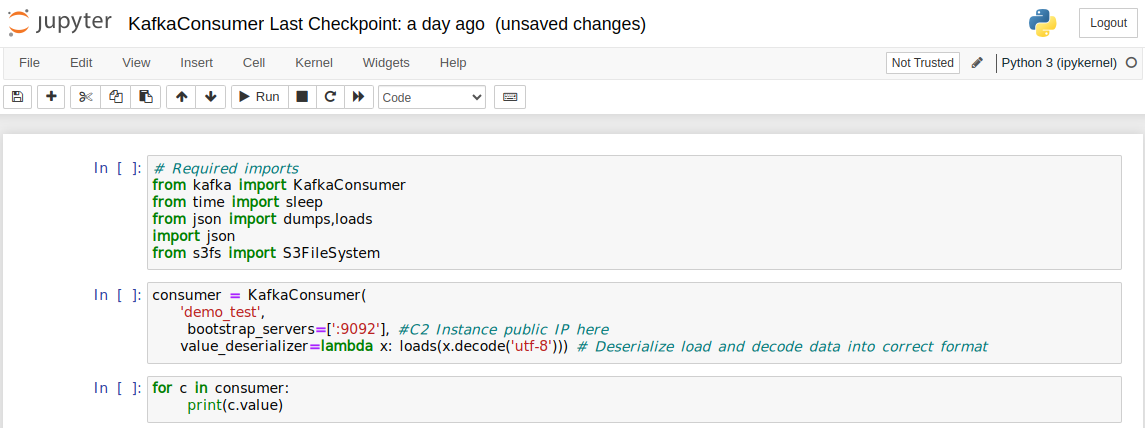 jupyter KafkaConsumer Last Checkpoint: a day ago (unsaved changes) Logout
File Edit View Insert Cell Kernel Widgets Help Not Trusted Python 3 (ipykernel)
Run Code
In [ ]: # Required imports
from kafka import KafkaConsumer
from time import sleep
from json import dumps,loads
import json
from s3fs import S3FileSystem
In [ ]: consumer = KafkaConsumer(
'demo_test',
bootstrap_servers=[':9092'], #C2 Instance public IP here
value_deserializer=lambda x: loads(x.decode('utf-8'))) # Deserialize load and decode data into correct format
In [ ]: for c in consumer:
print(c.value)